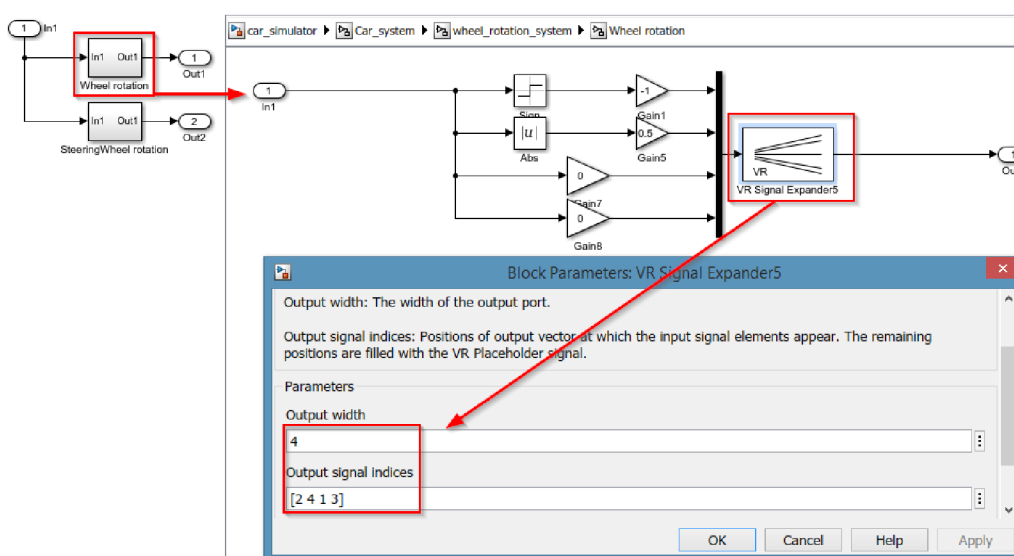 1 In1
In1 Out1
Wheel rotation
1
Out1
In1 Out1
SteeringWheel rotation
2
Out2
car_simulator Car_system wheel_rotation_system Wheel rotation
1
In1
Sign
-1
Gain1
|u|
Abs
0.5
Gain5
0
Gain7
0
Gain8
VR
VR Signal Expander5
1
Ou
Block Parameters: VR Signal Expander5
Output width: The width of the output port.
Output signal indices: Positions of output vector at which the input signal elements appear. The remaining
positions are filled with the VR Placeholder signal.
Parameters
Output width
4
Output signal indices
[2 4 1 3]
OK Cancel Help Apply